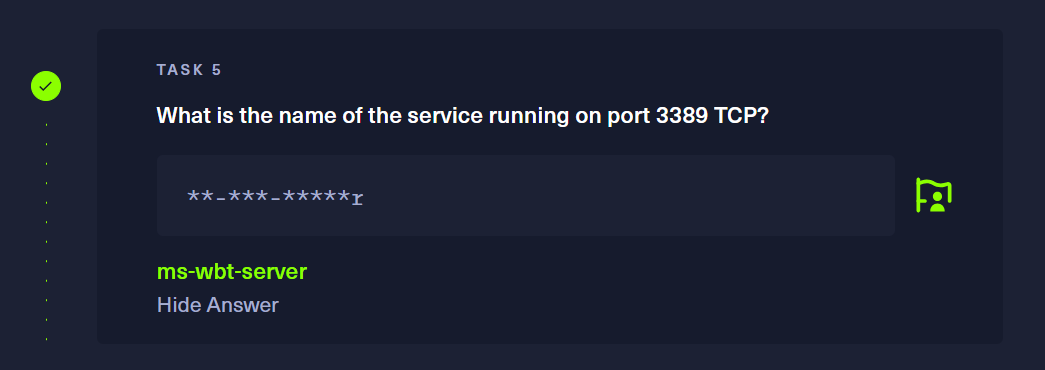 TASK 5
What is the name of the service running on port 3389 TCP?
**-***-*****r
ms-wbt-server
Hide Answer